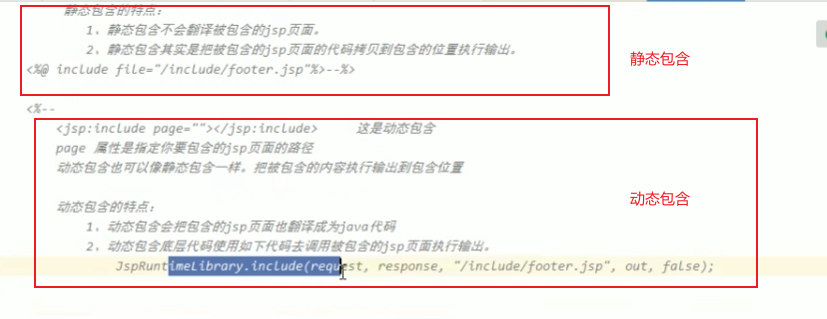 静态包含的特点：
1、静态包含不会翻译被包含的jsp页面。
2、静态包含其实是把被包含的jsp页面的代码拷贝到包含的位置执行输出。
<%@ include file="/include/footer.jsp"%>--%>
静态包含
<%--
<jsp:include page=""></jsp:include> 这是动态包含
page 属性是指定你要包含的jsp页面的路径
动态包含也可以像静态包含一样。把被包含的内容执行输出到包含位置
动态包含
动态包含的特点：
1、动态包含会把包含的jsp页面也翻译成为java代码
2、动态包含底层代码使用如下代码去调用被包含的jsp页面执行输出。
JspRuntimeLibrary.include(request, response, "/include/footer.jsp", out, false);